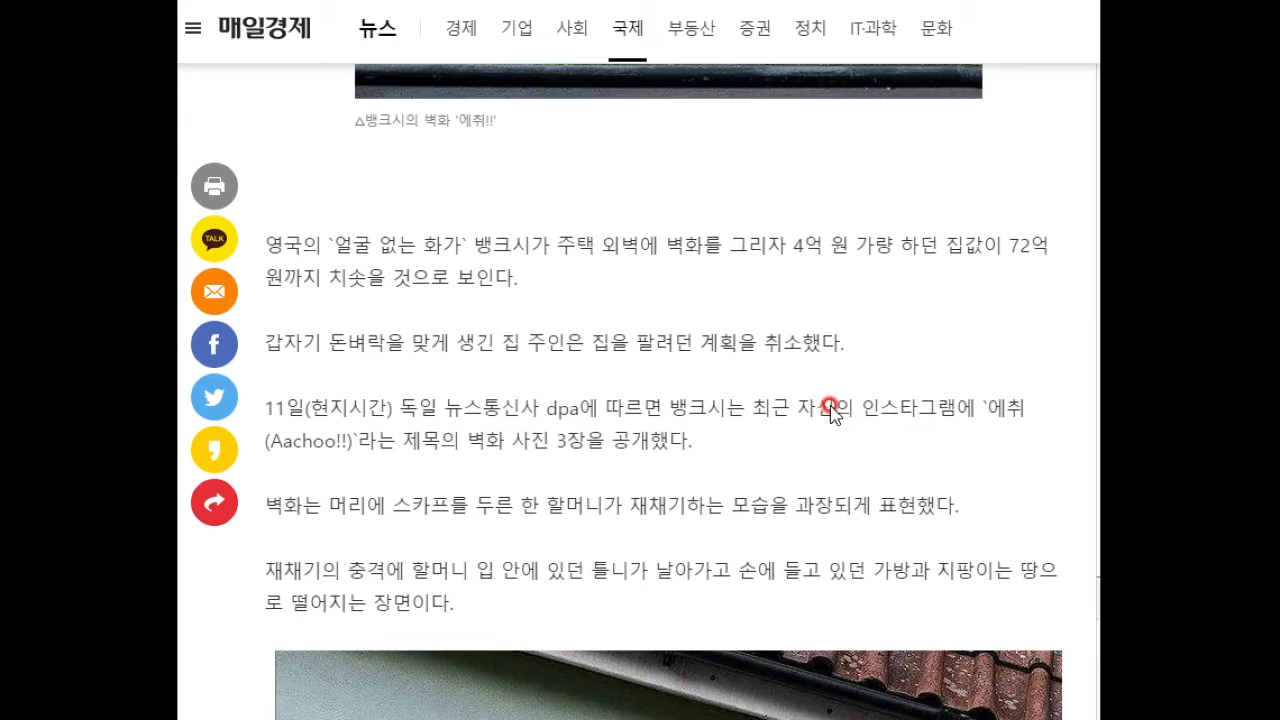 매일경제 뉴스 경제 기업 사회 국제 부동산 증권 정치 IT·과학 문화
△뱅크시의 벽화 '에취!!'
TALK
영국의 `얼굴 없는 화가` 뱅크시가 주택 외벽에 벽화를 그리자 4억 원 가량 하던 집값이 72억
원까지 치솟을 것으로 보인다.
갑자기 돈벼락을 맞게 생긴 집 주인은 집을 팔려던 계획을 취소했다.
11일(현지시간) 독일 뉴스통신사 dpa에 따르면 뱅크시는 최근 자신의 인스타그램에 `에취
(Aachoo!!)`라는 제목의 벽화 사진 3장을 공개했다.
벽화는 머리에 스카프를 두른 한 할머니가 재채기하는 모습을 과장되게 표현했다.
재채기의 충격에 할머니 입 안에 있던 틀니가 날아가고 손에 들고 있던 가방과 지팡이는 땅으
로 떨어지는 장면이다.